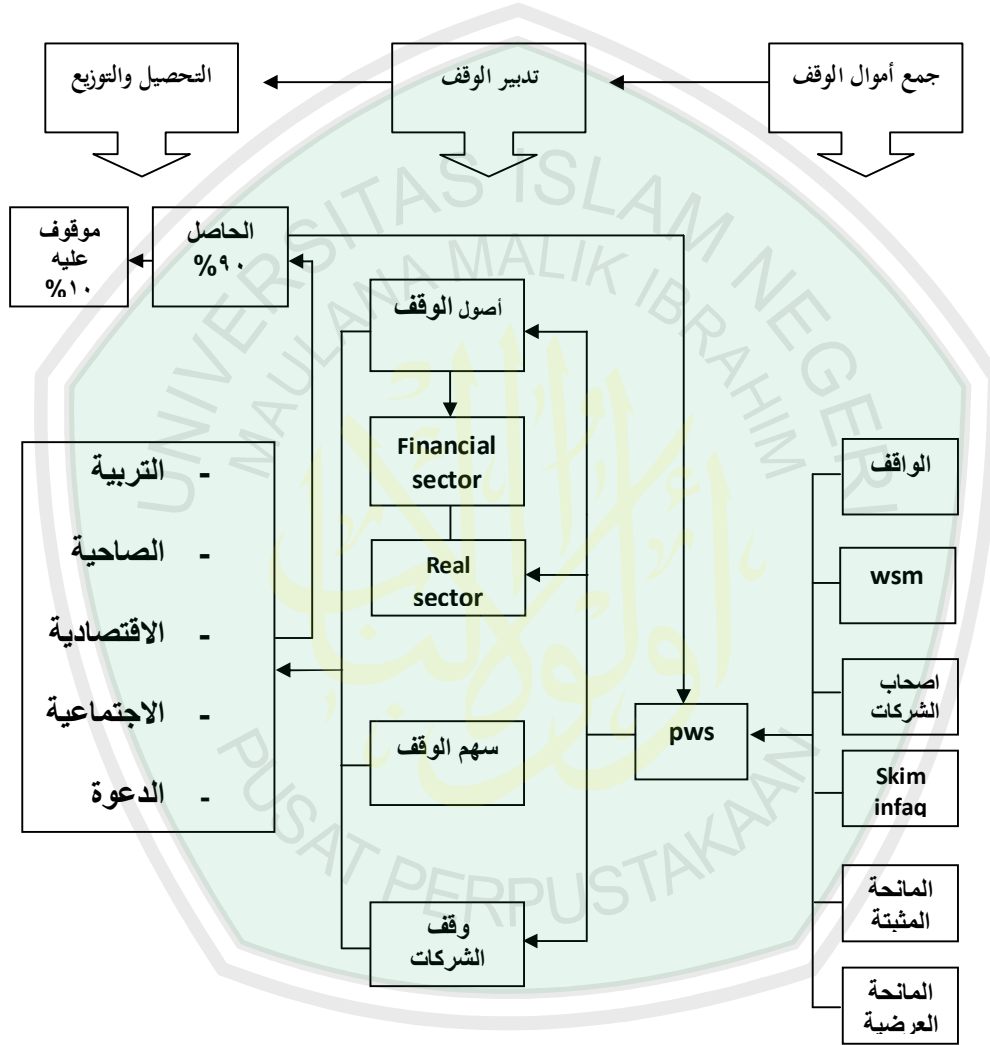 جمع أموال الوقف
تدبير الوقف
التحصيل والتوزيع
الحاصل
%٩٠
موقوف
عليه
%١٠
أصول الوقف
Financial
sector
Real
sector
سهم الوقف
وقف
الشركات
pws
الواقف
wsm
اصحاب
الشركات
Skim
infaq
المانحة
المثبتة
المانحة
العرضية
- التربية
- الصاحية
- الاقتصادية
- الاجتماعية
- الدعوة
UNIVERSITAS ISLAM NEGERI
MAULANA MALIK IBRAHIM
PUSAT PERPUSTAKAAN